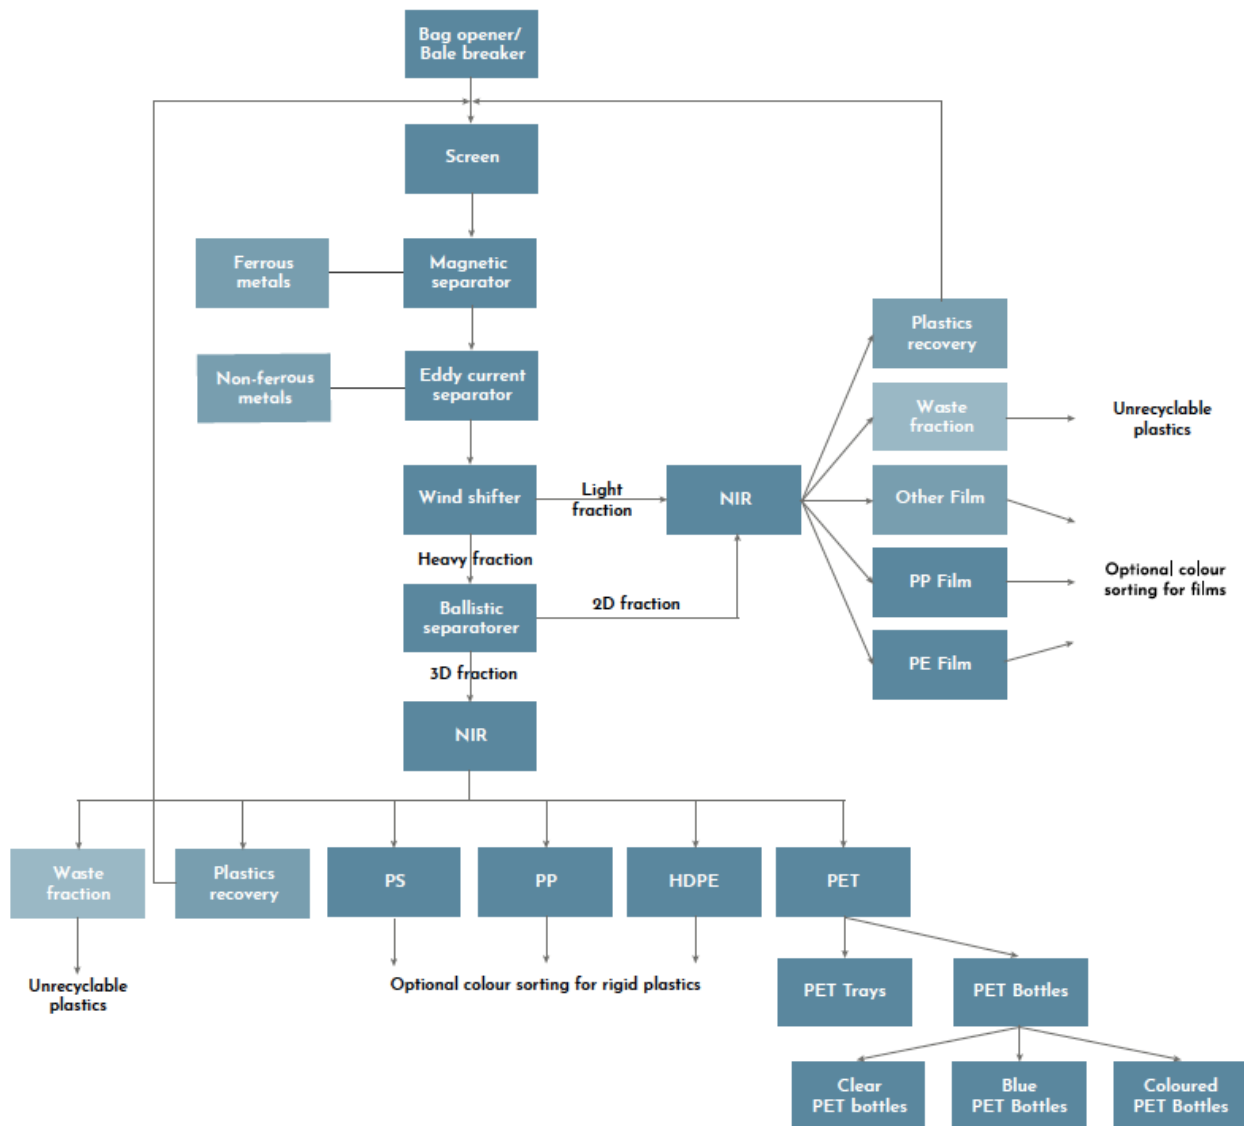 Bag opener/
Bale breaker
Screen
Ferrous
metals
Magnetic
separator
Non-ferrous
metals
Eddy current
separator
Plastics
recovery
Waste
fraction
Unrecyclable
plastics
Wind shifter
Light
fraction
NIR
Other Film
Heavy fraction
Ballistic
separatorer
2D fraction
PP Film
Optional colour
sorting for films
PE Film
3D fraction
NIR
Waste
fraction
Plastics
recovery
PS
PP
HDPE
PET
Unrecyclable
plastics
Optional colour sorting for rigid plastics
PET Trays
PET Bottles
Clear
PET bottles
Blue
PET Bottles
Coloured
PET Bottles